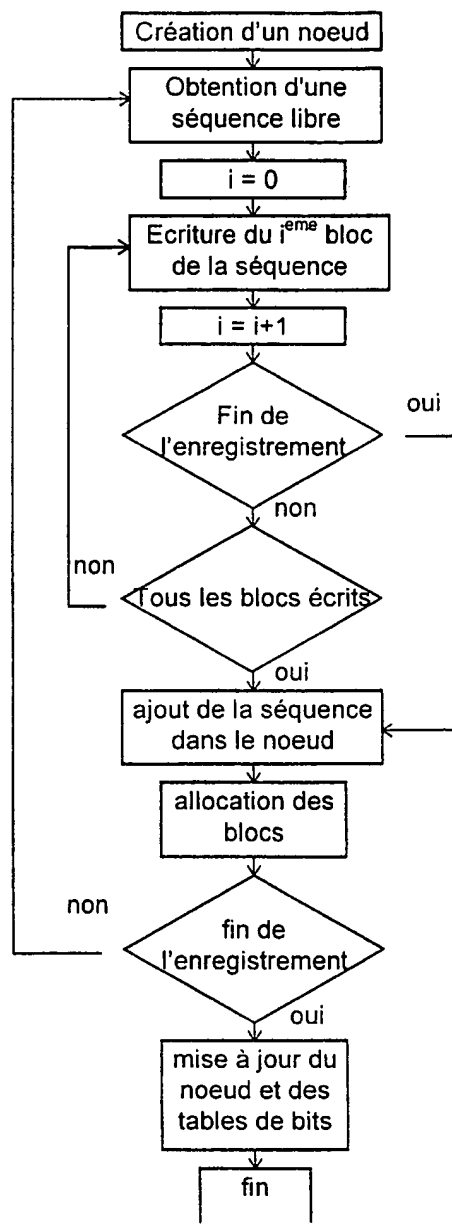 Création d'un noeud
Obtention d'une
séquence libre
i = 0
Ecriture du i^eme bloc
de la séquence
i = i+1
Fin de
l'enregistrement
oui
non
non
Tous les blocs écrits
oui
ajout de la séquence
dans le noeud
allocation des
blocs
non
fin de
l'enregistrement
oui
mise à jour du
noeud et des
tables de bits
fin